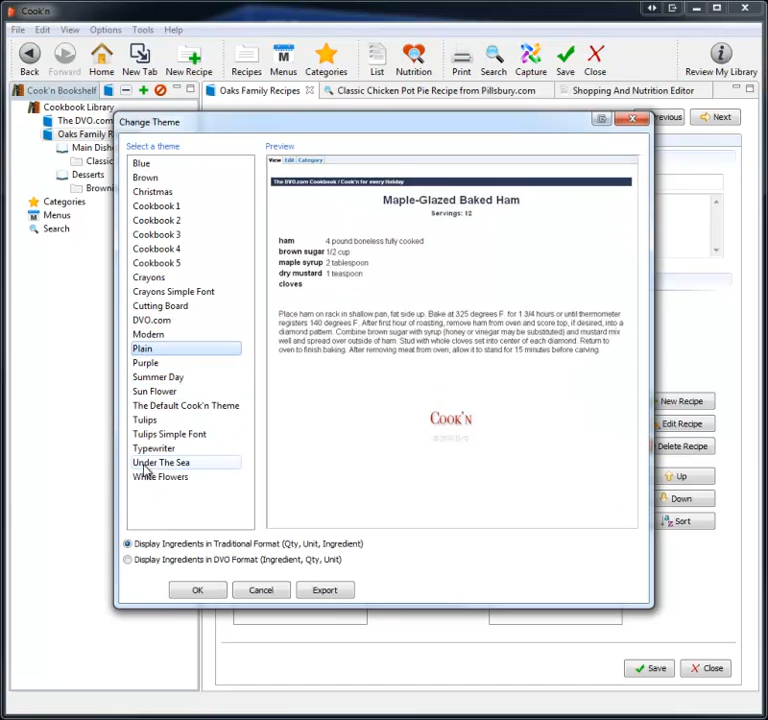 Cook'n
File Edit View Options Tools Help
Back Forward Home New Tab New Recipe Recipes Menus Categories List Nutrition Print Search Capture Save Close Review My Library
Cook'n Bookshelf
Oaks Family Recipes
Classic Chicken Pot Pie Recipe from Pillsbury.com
Shopping And Nutrition Editor
Cookbook Library
The DVO.com
Oaks Family R
Main Dishe
Classic
Desserts
Browni
Categories
Menus
Search
revious
Next
Change Theme
Select a theme
Blue
Brown
Christmas
Cookbook 1
Cookbook 2
Cookbook 3
Cookbook 4
Cookbook 5
Crayons
Crayons Simple Font
Cutting Board
DVO.com
Modern
Plain
Purple
Summer Day
Sun Flower
The Default Cook'n Theme
Tulips
Tulips Simple Font
Typewriter
Under The Sea
White Flowers
Preview
View Edit Category
The DVO.com Cookbook / Cook'n for every Holiday
Maple-Glazed Baked Ham
Servings: 12
ham 4 pound boneless fully cooked
brown sugar 1/2 cup
maple syrup 2 tablespoon
dry mustard 1 teaspoon
cloves
Place ham on rack in shallow pan, fat side up. Bake at 325 degrees F. for 1 3/4 hours or until thermometer
registers 140 degrees F. After first hour of roasting, remove ham from oven and score top, if desired, into a
diamond pattern. Combine brown sugar with syrup (honey or vinegar may be substituted) and mustard mix
well and spread over outside of ham. Stud with whole cloves set into center of each diamond. Return to
oven to finish baking. After removing meat from oven, allow it to stand for 15 minutes before carving.
Cook'n
Display Ingredients in Traditional Format (Qty, Unit, Ingredient)
Display Ingredients in DVO Format (Ingredient, Qty, Unit)
OK Cancel Export
New Recipe
Edit Recipe
Delete Recipe
Up
Down
Sort
Save Close